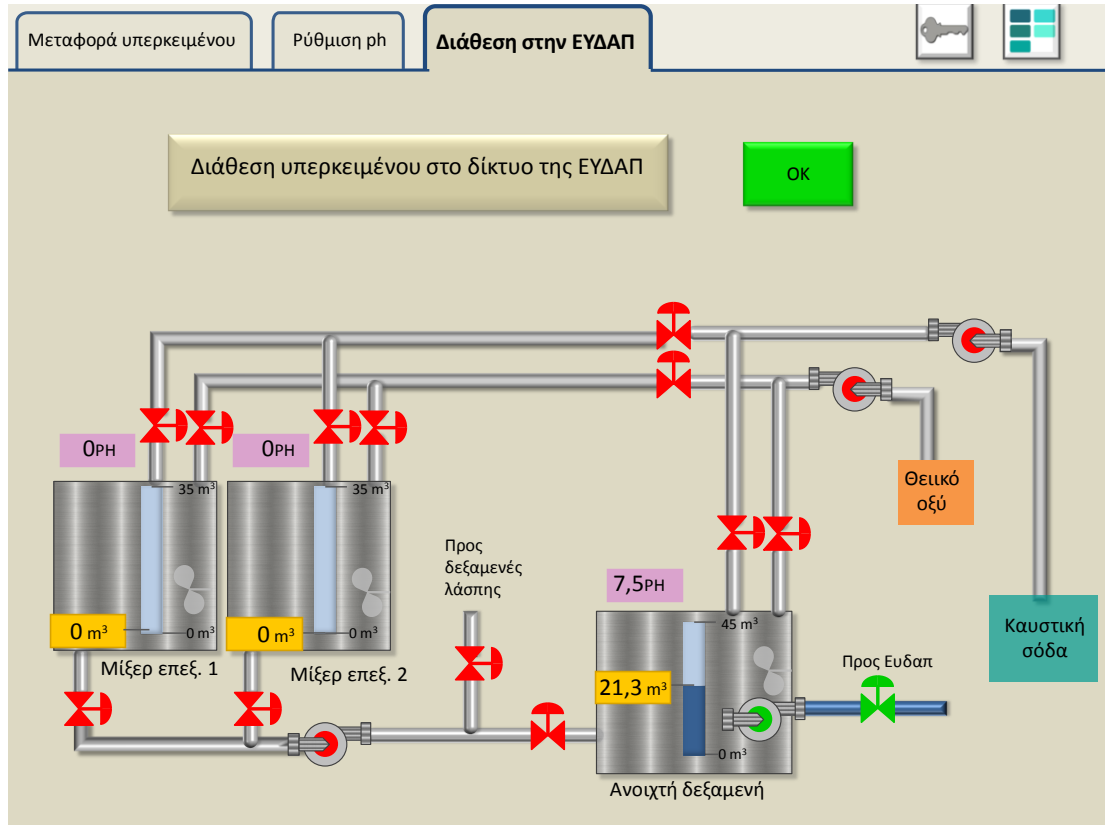 Μεταφορά υπερκειμένου
Ρύθμιση ph
Διάθεση στην ΕΥΔΑΠ
Διάθεση υπερκειμένου στο δίκτυο της ΕΥΔΑΠ
OK
0PH
0PH
35 m³
35 m³
0 m³
0 m³
0 m³
0 m³
Μίξερ επεξ. 1
Μίξερ επεξ. 2
Προς
δεξαμενές
λάσπης
Θειικό
οξύ
Καυστική
σόδα
7,5PH
45 m³
21,3 m³
0 m³
Ανοιχτή δεξαμενή
Προς Ευδαπ